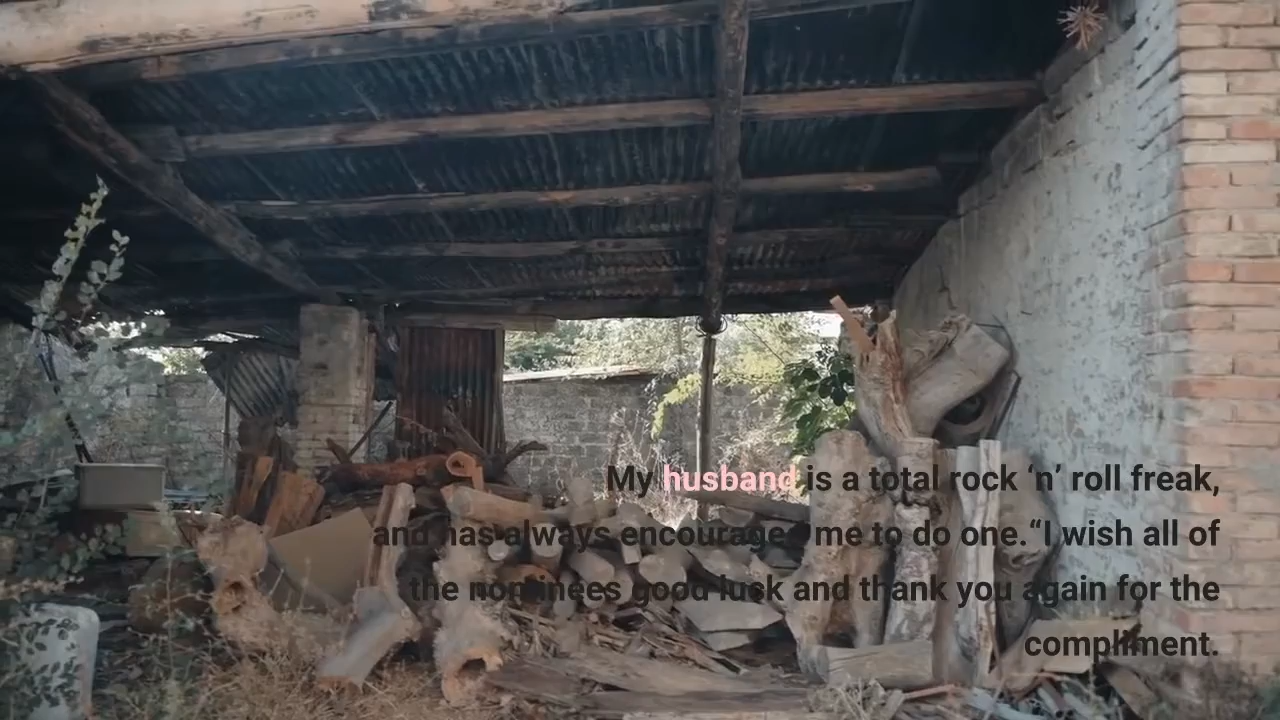 My husband is a total rock ‘n’ roll freak,
and has always encouraged me to do one.“I wish all of
the nominees good luck and thank you again for the
compliment.